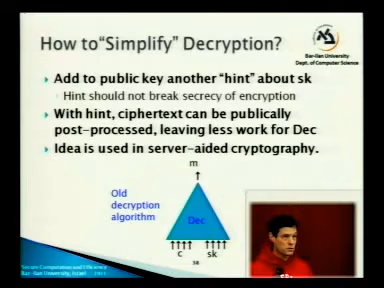 How to "Simplify" Decryption?
Bar-Ilan University
Dept. of Computer Science
Add to public key another "hint" about sk
Hint should not break secrecy of encryption
With hint, ciphertext can be publically
post-processed, leaving less work for Dec
Idea is used in server-aided cryptography.
m
Old
decryption
algorithm
Dec
c
sk
38
Secure Computation and Efficiency
Bar-Ilan University, Israel